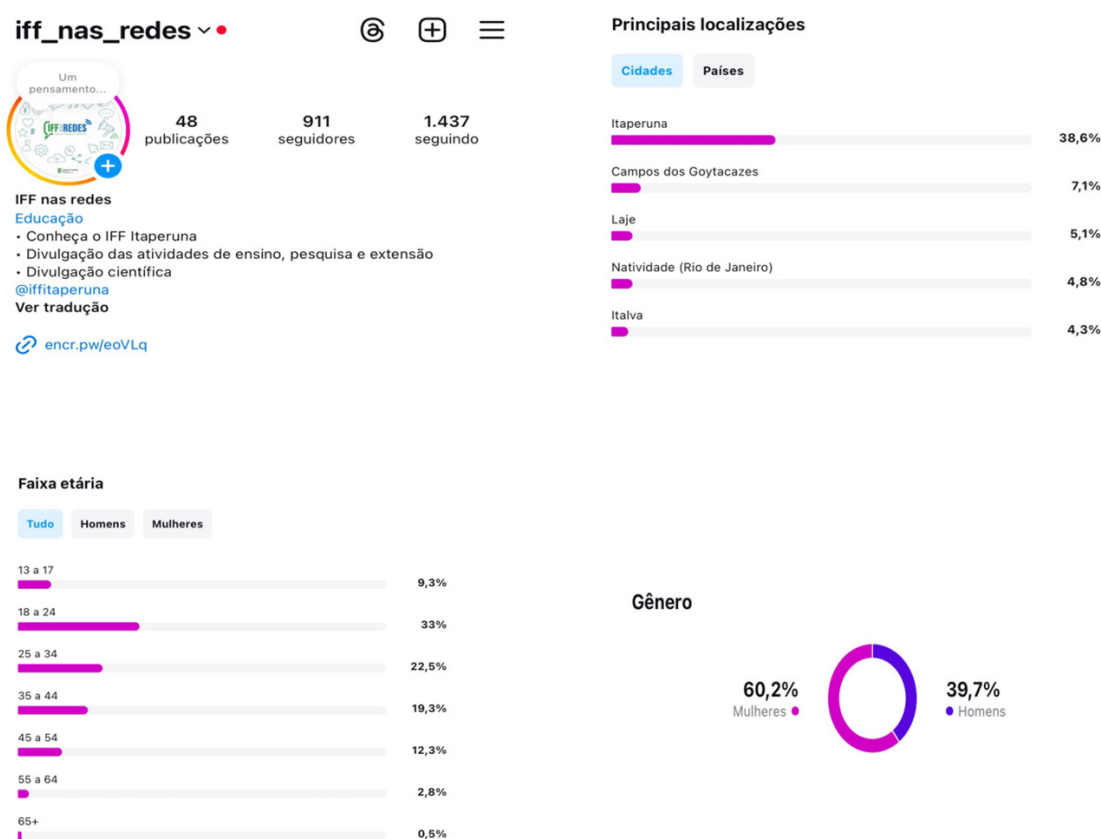 iff_nas_redes
Um
pensamento...
IFF NAS REDES
48
publicações
911
seguidores
1.437
seguindo
IFF nas redes
Educação
• Conheça o IFF Itaperuna
• Divulgação das atividades de ensino, pesquisa e extensão
• Divulgação científica
@iffitaperuna
Ver tradução
encr.pw/eoVLq
Principais localizações
Cidades Países
Itaperuna
38,6%
Campos dos Goytacazes
7,1%
Laje
5,1%
Natividade (Rio de Janeiro)
4,8%
Italva
4,3%
Faixa etária
Tudo Homens Mulheres
13 a 17
9,3%
18 a 24
33%
25 a 34
22,5%
35 a 44
19,3%
45 a 54
12,3%
55 a 64
2,8%
65+
0,5%
Gênero
60,2%
Mulheres
39,7%
Homens